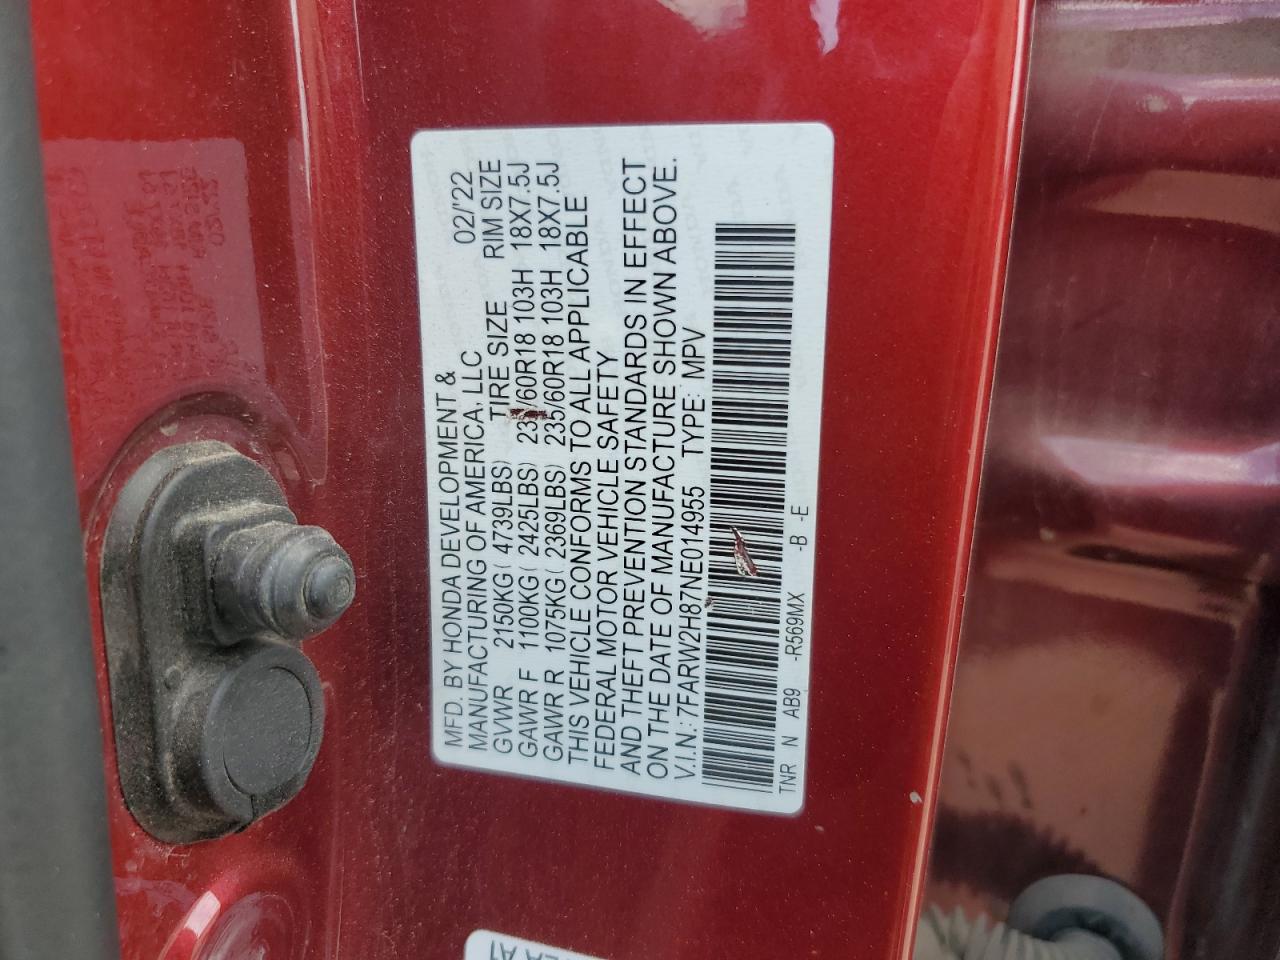 MFD. BY HONDA DEVELOPMENT & 02/'22
MANUFACTURING OF AMERICA, LLC
GVWR 2150KG( 4739LBS) TIRE SIZE RIM SIZE
GAWR F 1100KG( 2425LBS) 235/60R18 103H 18X7.5J
GAWR R 1075KG( 2369LBS) 235/60R18 103H 18X7.5J
THIS VEHICLE CONFORMS TO ALL APPLICABLE
FEDERAL MOTOR VEHICLE SAFETY
AND THEFT PREVENTION STANDARDS IN EFFECT
ON THE DATE OF MANUFACTURE SHOWN ABOVE.
V.I.N.: 7FARW2H87NE014955 TYPE: MPV
TNR N AB9 -R569MX -B -E